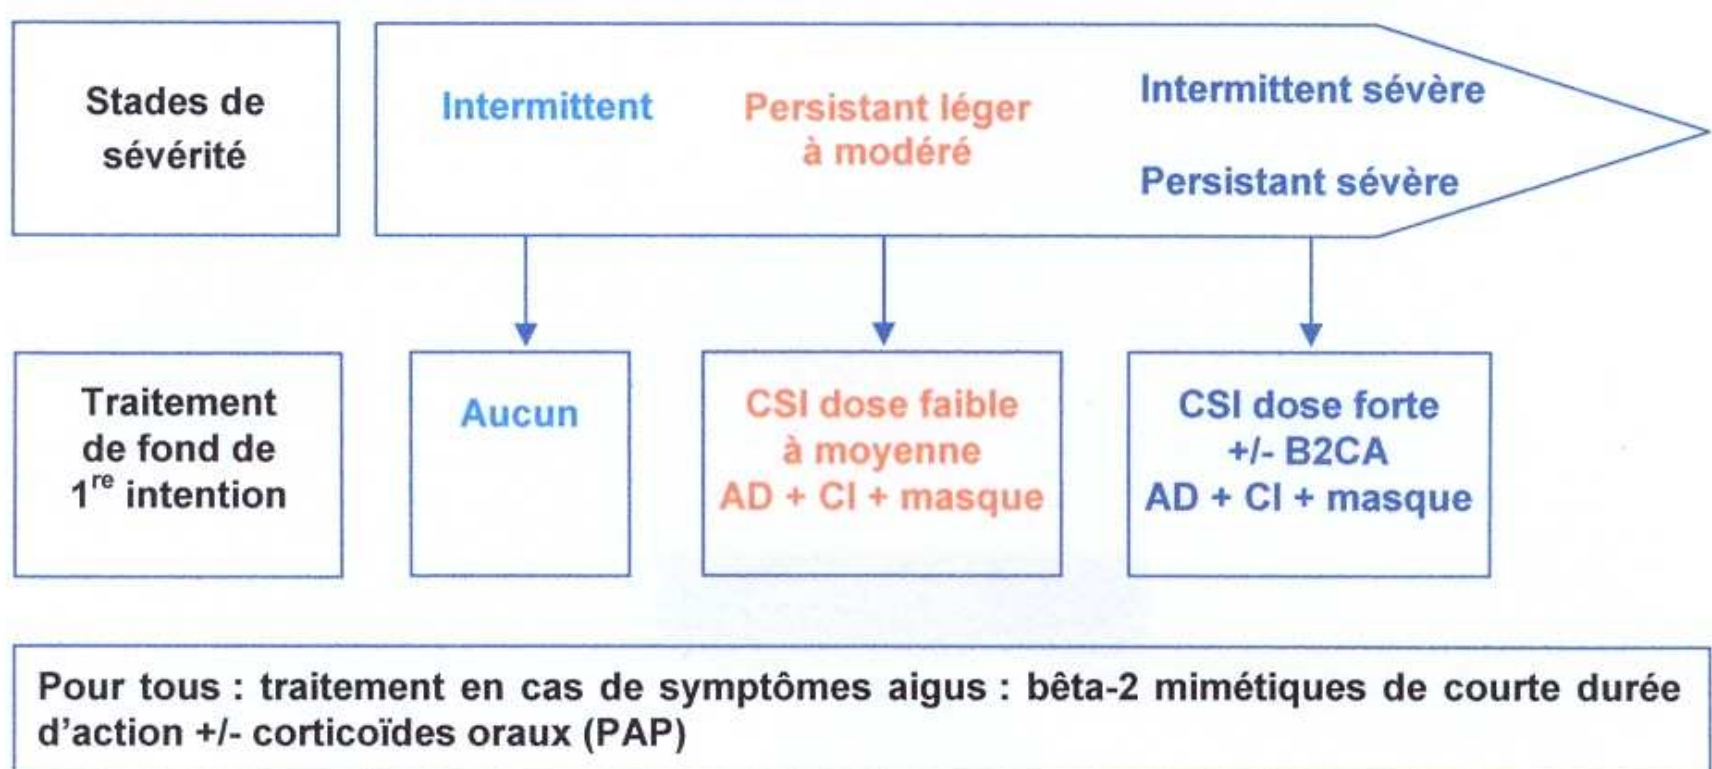 Stades de
sévérité
Intermittent
Persistant léger
à modéré
Intermittent sévère
Persistant sévère
Traitement
de fond de
1re intention
Aucun
CSI dose faible
à moyenne
AD + CI + masque
CSI dose forte
+/- B2CA
AD + CI + masque
Pour tous : traitement en cas de symptômes aigus : bêta-2 mimétiques de courte durée
d'action +/- corticoïdes oraux (PAP)